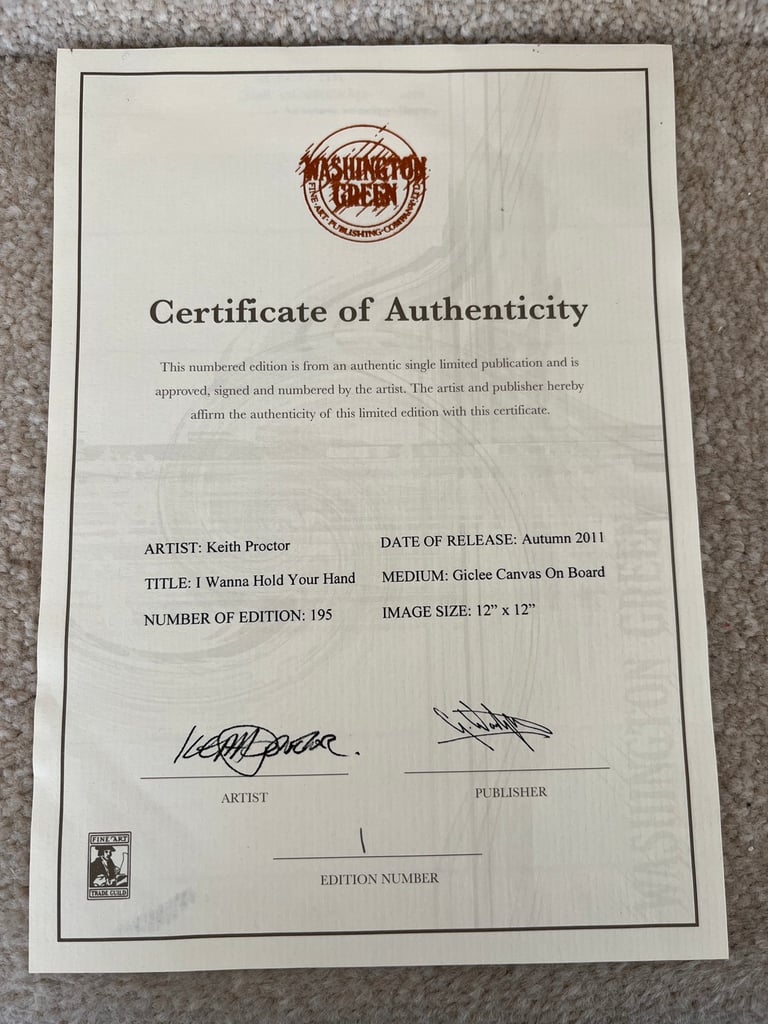 WASHINGTON
GREEN
FINE·ART·PUBLISHING·COMPANY·LTD
Certificate of Authenticity
This numbered edition is from an authentic single limited publication and is
approved, signed and numbered by the artist. The artist and publisher hereby
affirm the authenticity of this limited edition with this certificate.
ARTIST: Keith Proctor
DATE OF RELEASE: Autumn 2011
TITLE: I Wanna Hold Your Hand
MEDIUM: Giclee Canvas On Board
NUMBER OF EDITION: 195
IMAGE SIZE: 12” x 12”
Keith Proctor.
ARTIST
PUBLISHER
1
EDITION NUMBER
FINE ART
TRADE GUILD
WASHINGTON GREEN